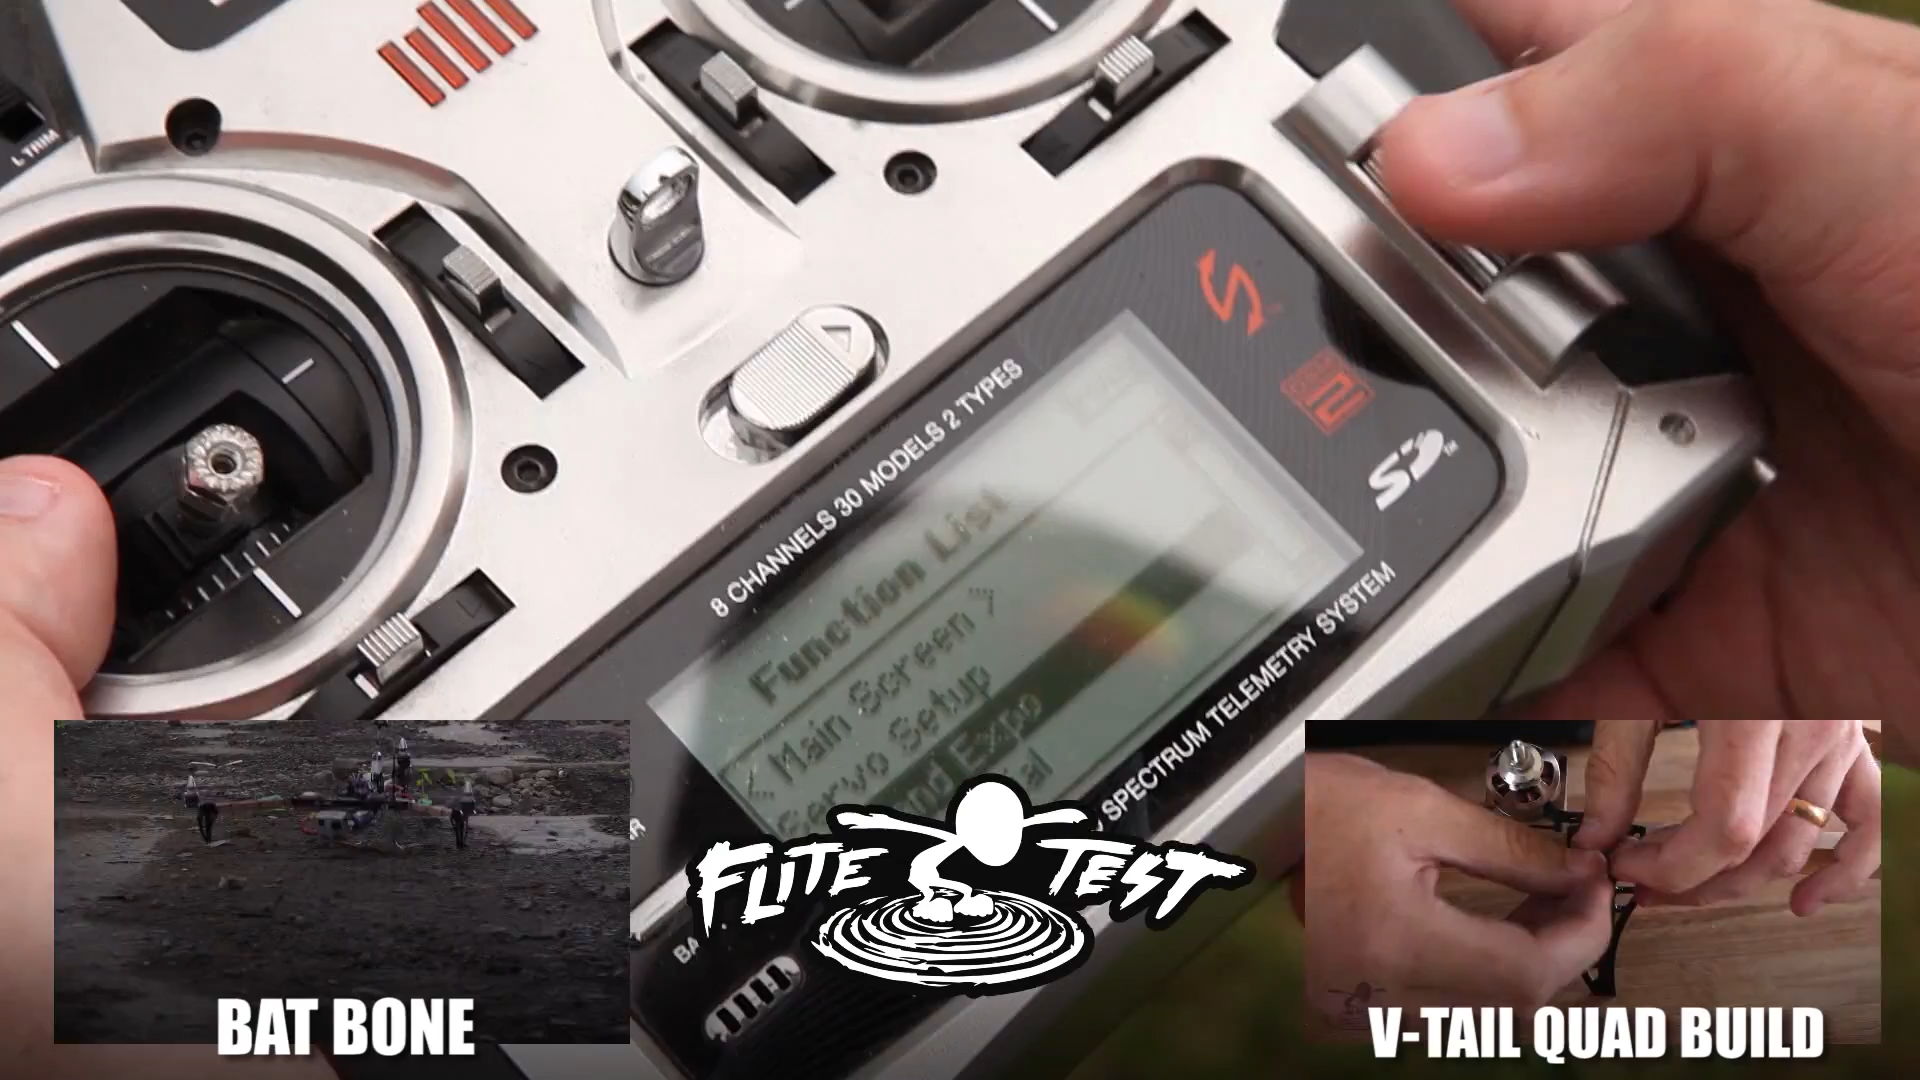 L TRIM
8 CHANNELS 30 MODELS 2 TYPES
Function List
< Main Screen >
Servo Setup
and Expo
SPECTRUM TELEMETRY SYSTEM
FLITE TEST
BAT BONE
V-TAIL QUAD BUILD